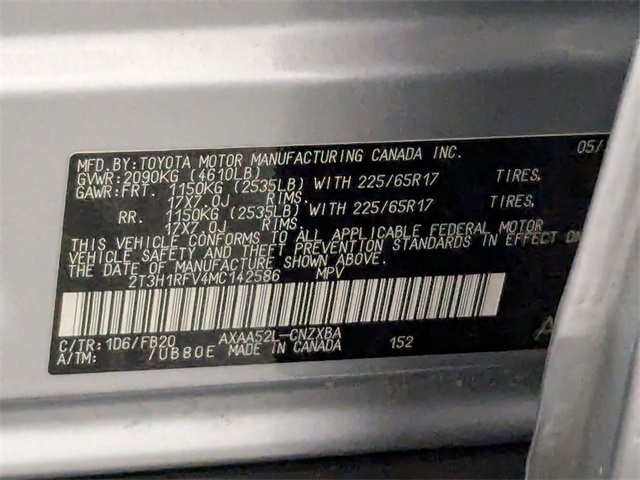 MFD.BY:TOYOTA MOTOR MANUFACTURING CANADA INC. 05/
GVWR:2090KG (4610LB)
GAWR:FRT. 1150KG (2535LB) WITH 225/65R17 TIRES,
17X7.0J RIMS.
RR. 1150KG (2535LB) WITH 225/65R17 TIRES,
17X7.0J RIMS.
THIS VEHICLE CONFORMS TO ALL APPLICABLE FEDERAL MOTOR
VEHICLE SAFETY AND THEFT PREVENTION STANDARDS IN EFFECT ON
DATE OF MANUFACTURE SHOWN ABOVE.
2T3H1RFV4MC142586 MPV
C/TR:1D6/FB20 AXAA52L-CNZXBA 152
A/TM: /UB80E MADE IN CANADA